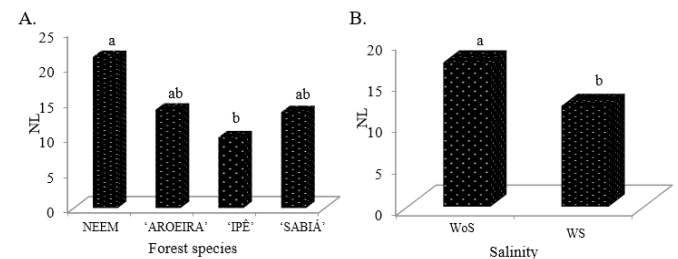 A.
25
20
15
10
5
0
NL
a
ab
b
ab
NEEM
‘AROEIRA’
‘IPÊ’
‘SABIÁ’
Forest species
B.
20
15
10
5
0
NL
a
b
WoS
WS
Salinity